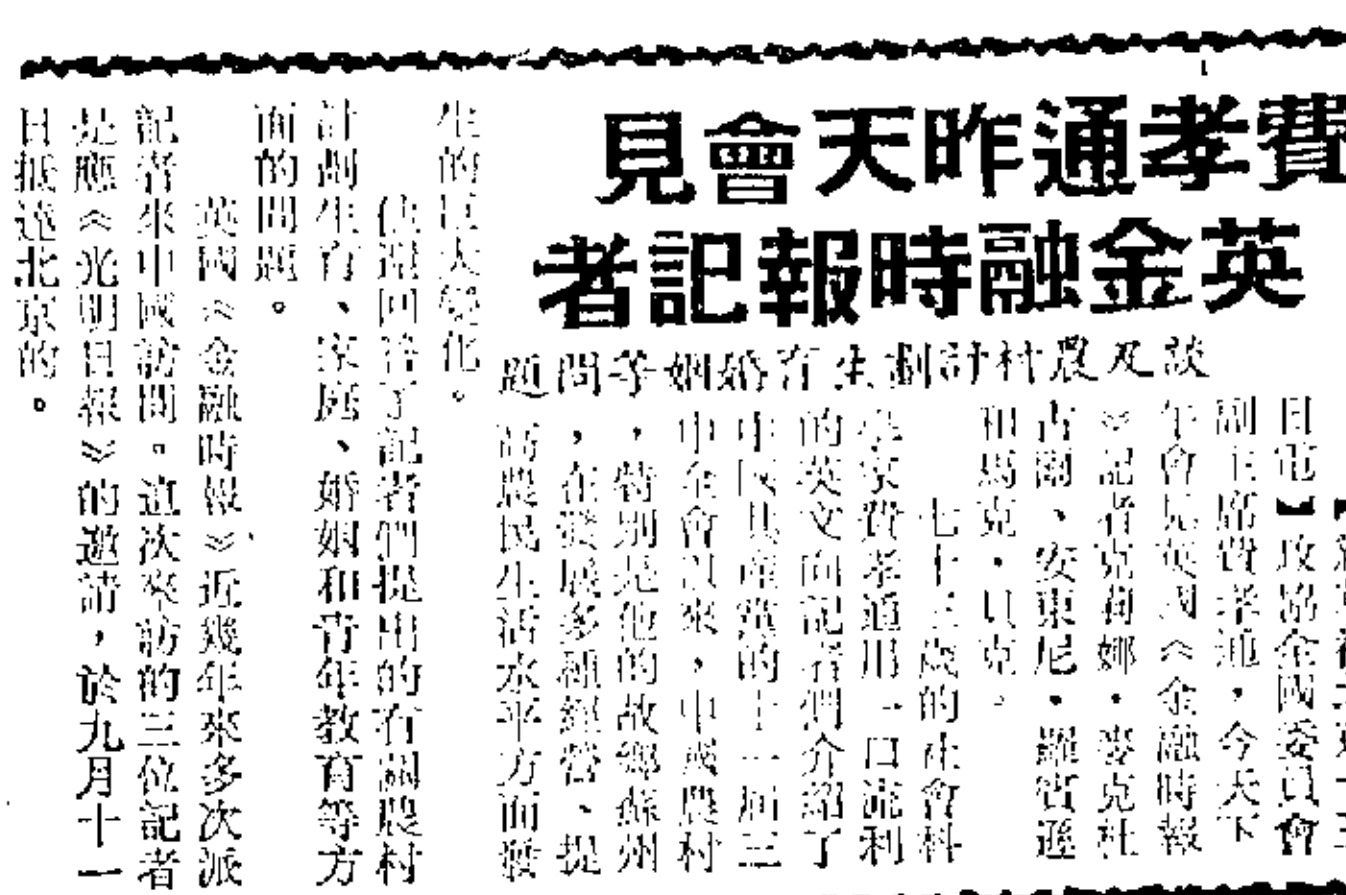 費孝通昨天會見
英金融時報記者
談及農村計劃生育婚姻等問題
日電】政協全國委員會
副主席費孝通，今天下
午會見英國《金融時報
》記者克莉娜·麥克杜
古爾、安東尼·羅賓遜
和馬克·貝克。
七十三歲的社會科
學家費孝通用一口流利
的英文向記者們介紹了
中國共產黨的十一屆三
中全會以來，中國農村
，特別是他的故鄉蘇州
，在發展多種經營、提
高農民生活水平方面發
生的巨大變化。
他還回答了記者們提出的有關農村
計劃生育、家庭、婚姻和青年教育等方
面的問題。
英國《金融時報》近幾年來多次派
記者來中國訪問。這次來訪的三位記者
是應《光明日報》的邀請，於九月十一
日抵達北京的。